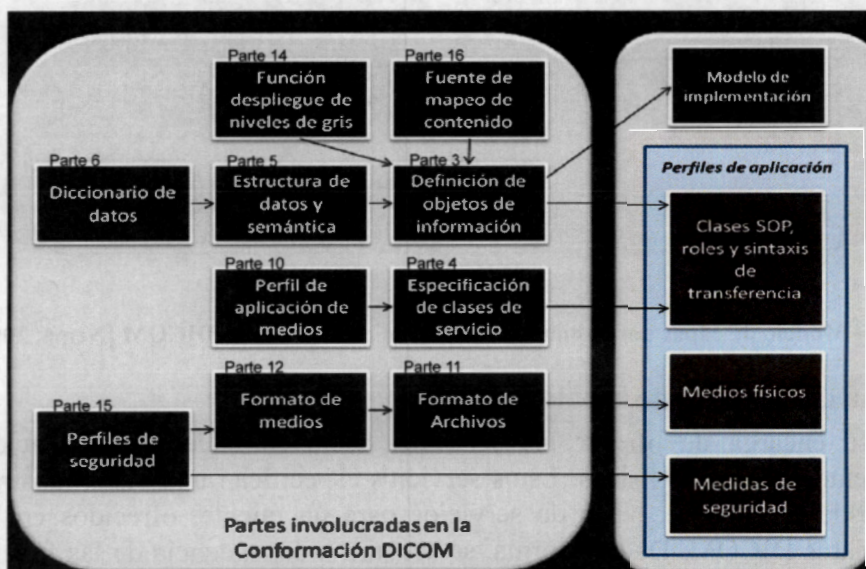 Parte 14
Función
despliegue de
niveles de gris
Parte 16
Fuente de
mapeo de
contenido
Modelo de
implementación
Parte 6
Diccionario de
datos
Parte 5
Estructura de
datos y
semántica
Parte 3
Definición de
objetos de
información
Perfiles de aplicación
Clases SOP,
roles y sintaxis
de
transferencia
Parte 10
Perfil de
aplicación de
medios
Parte 4
Especificación
de clases de
servicio
Parte 12
Formato de
medios
Parte 11
Formato de
Archivos
Medios físicos
Parte 15
Perfiles de
seguridad
Medidas de
seguridad
Partes involucradas en la
Conformación DICOM